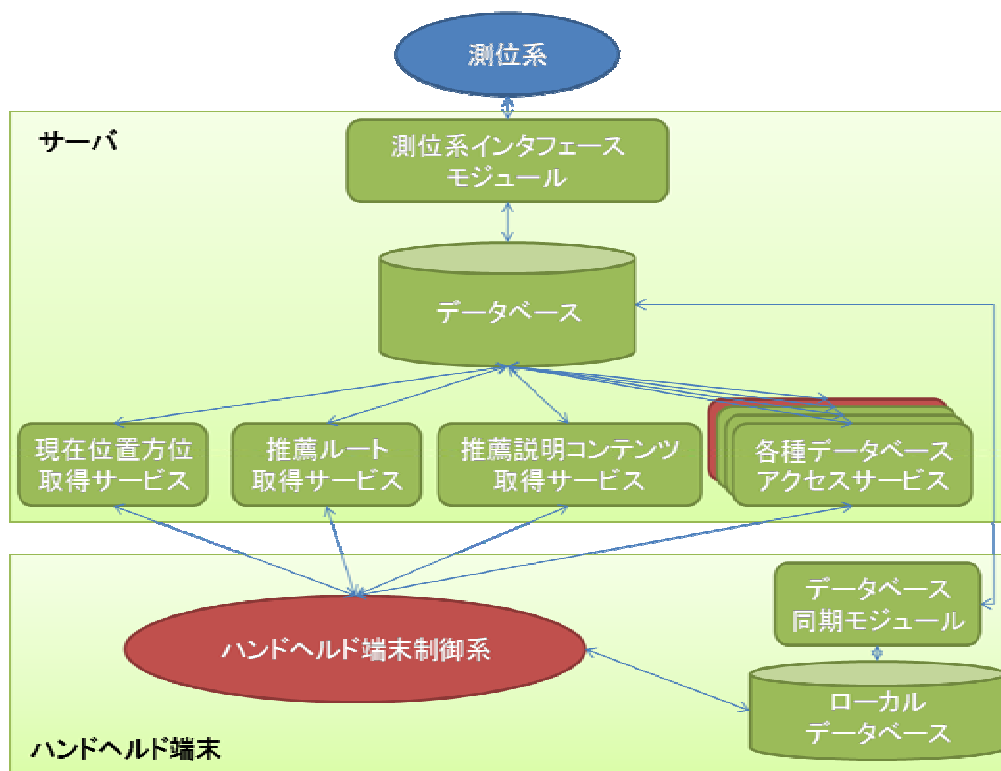 測位系
サーバ
測位系インタフェース
モジュール
データベース
現在位置方位
取得サービス
推薦ルート
取得サービス
推薦説明コンテンツ
取得サービス
各種データベース
アクセスサービス
データベース
同期モジュール
ハンドヘルド端末制御系
ローカル
データベース
ハンドヘルド端末